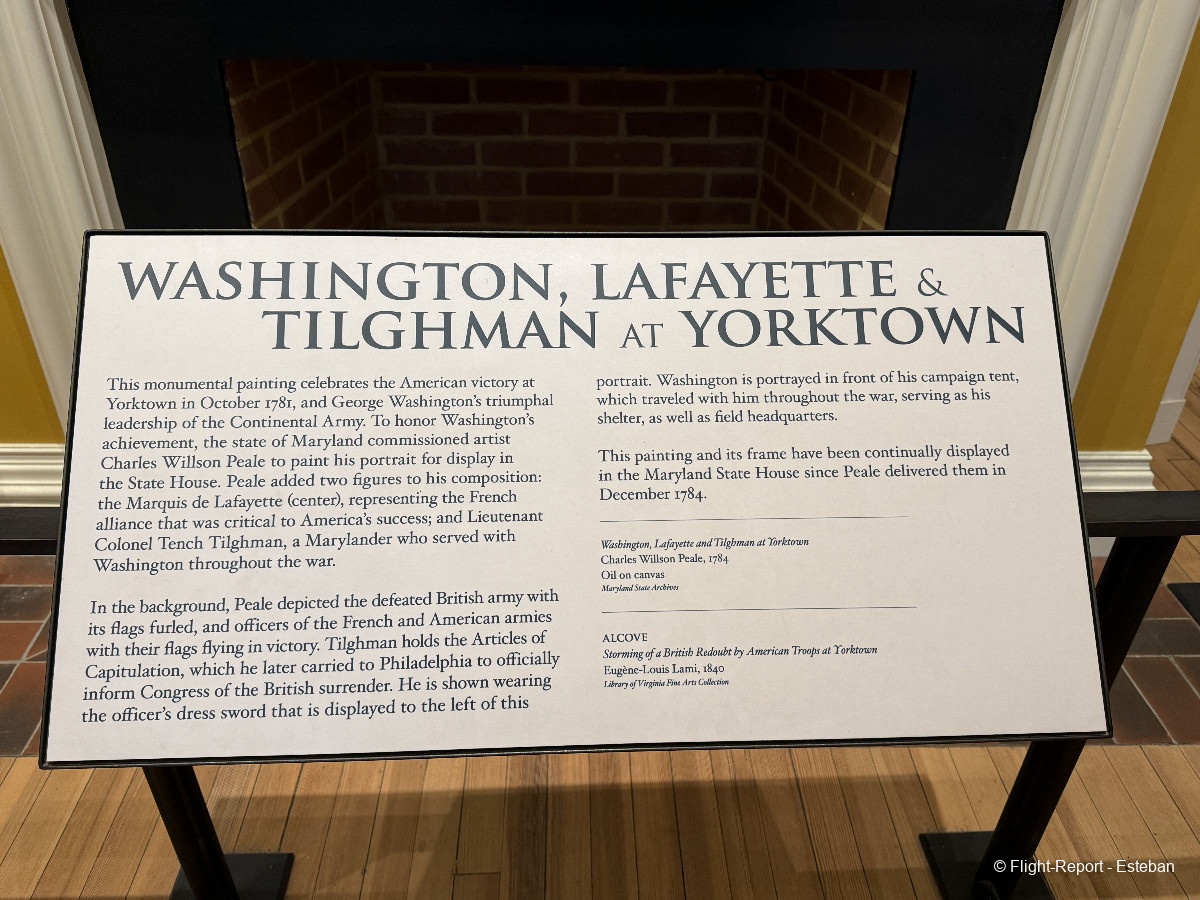 WASHINGTON, LAFAYETTE &
TILGHMAN AT YORKTOWN
This monumental painting celebrates the American victory at
Yorktown in October 1781, and George Washington's triumphal
leadership of the Continental Army. To honor Washington's
achievement, the state of Maryland commissioned artist
Charles Willson Peale to paint his portrait for display in
the State House. Peale added two figures to his composition:
the Marquis de Lafayette (center), representing the French
alliance that was critical to America's success; and Lieutenant
Colonel Tench Tilghman, a Marylander who served with
Washington throughout the war.
In the background, Peale depicted the defeated British army with
its flags furled, and officers of the French and American armies
with their flags flying in victory. Tilghman holds the Articles of
Capitulation, which he later carried to Philadelphia to officially
inform Congress of the British surrender. He is shown wearing
the officer's dress sword that is displayed to the left of this
portrait. Washington is portrayed in front of his campaign tent,
which traveled with him throughout the war, serving as his
shelter, as well as field headquarters.
This painting and its frame have been continually displayed
in the Maryland State House since Peale delivered them in
December 1784.
Washington, Lafayette and Tilghman at Yorktown
Charles Willson Peale, 1784
Oil on canvas
Maryland State Archives
ALCOVE
Storming of a British Redoubt by American Troops at Yorktown
Eugène-Louis Lami, 1840
Library of Virginia Fine Arts Collection
© Flight-Report - Esteban